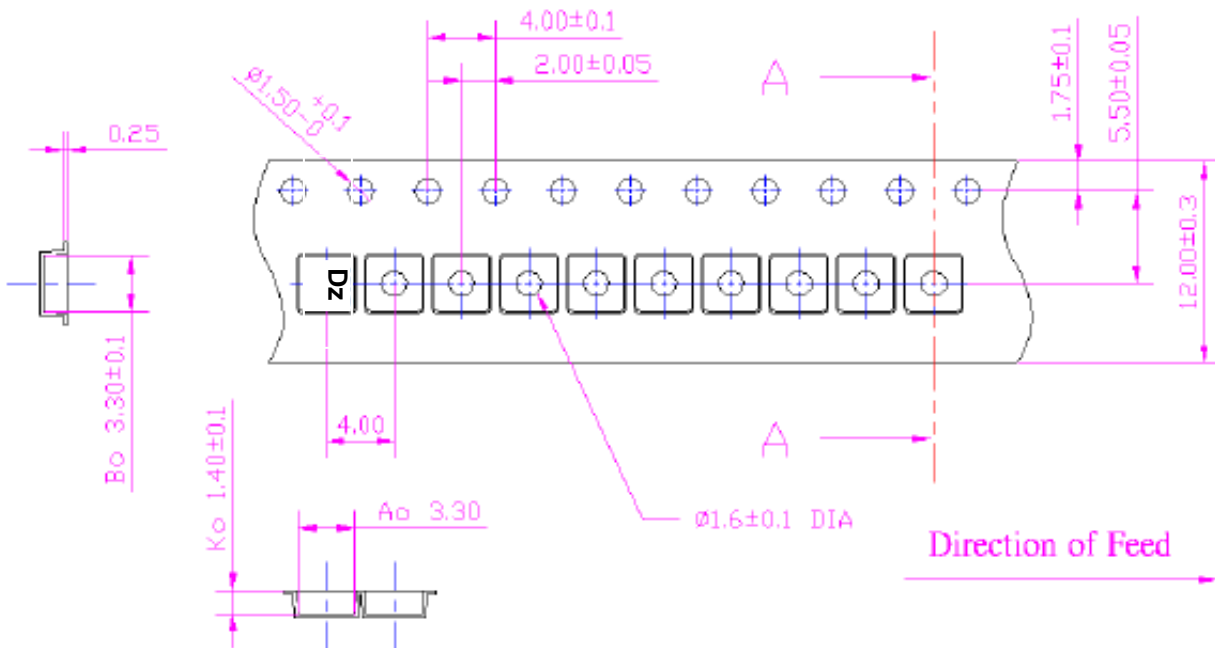 4.00±0.1
2.00±0.05
Ø1.50 +0.1
-0
0.25
A
1.75±0.1
5.50±0.05
12.00±0.3
Dz
Bo 3.30±0.1
4.00
A
Ko 1.40±0.1
Ao 3.30
Ø1.6±0.1 DIA
Direction of Feed